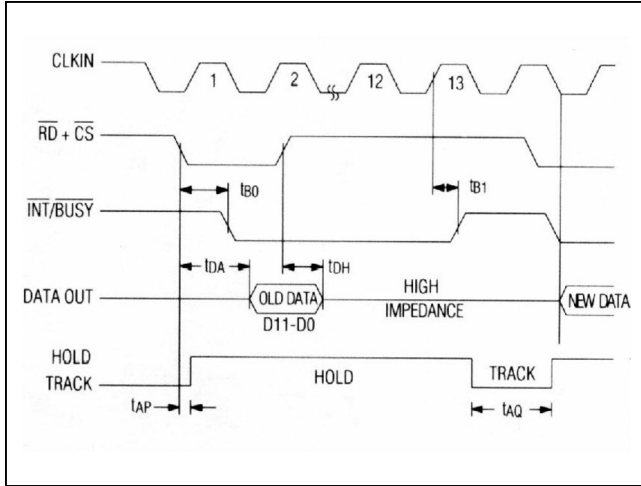 CLKIN
1 2 12 13
RD + CS
tB0 tB1
INT/BUSY
tDA tDH
DATA OUT
OLD DATA
D11-D0
HIGH
IMPEDANCE
NEW DATA
HOLD
TRACK
HOLD
TRACK
tAP
tAQ